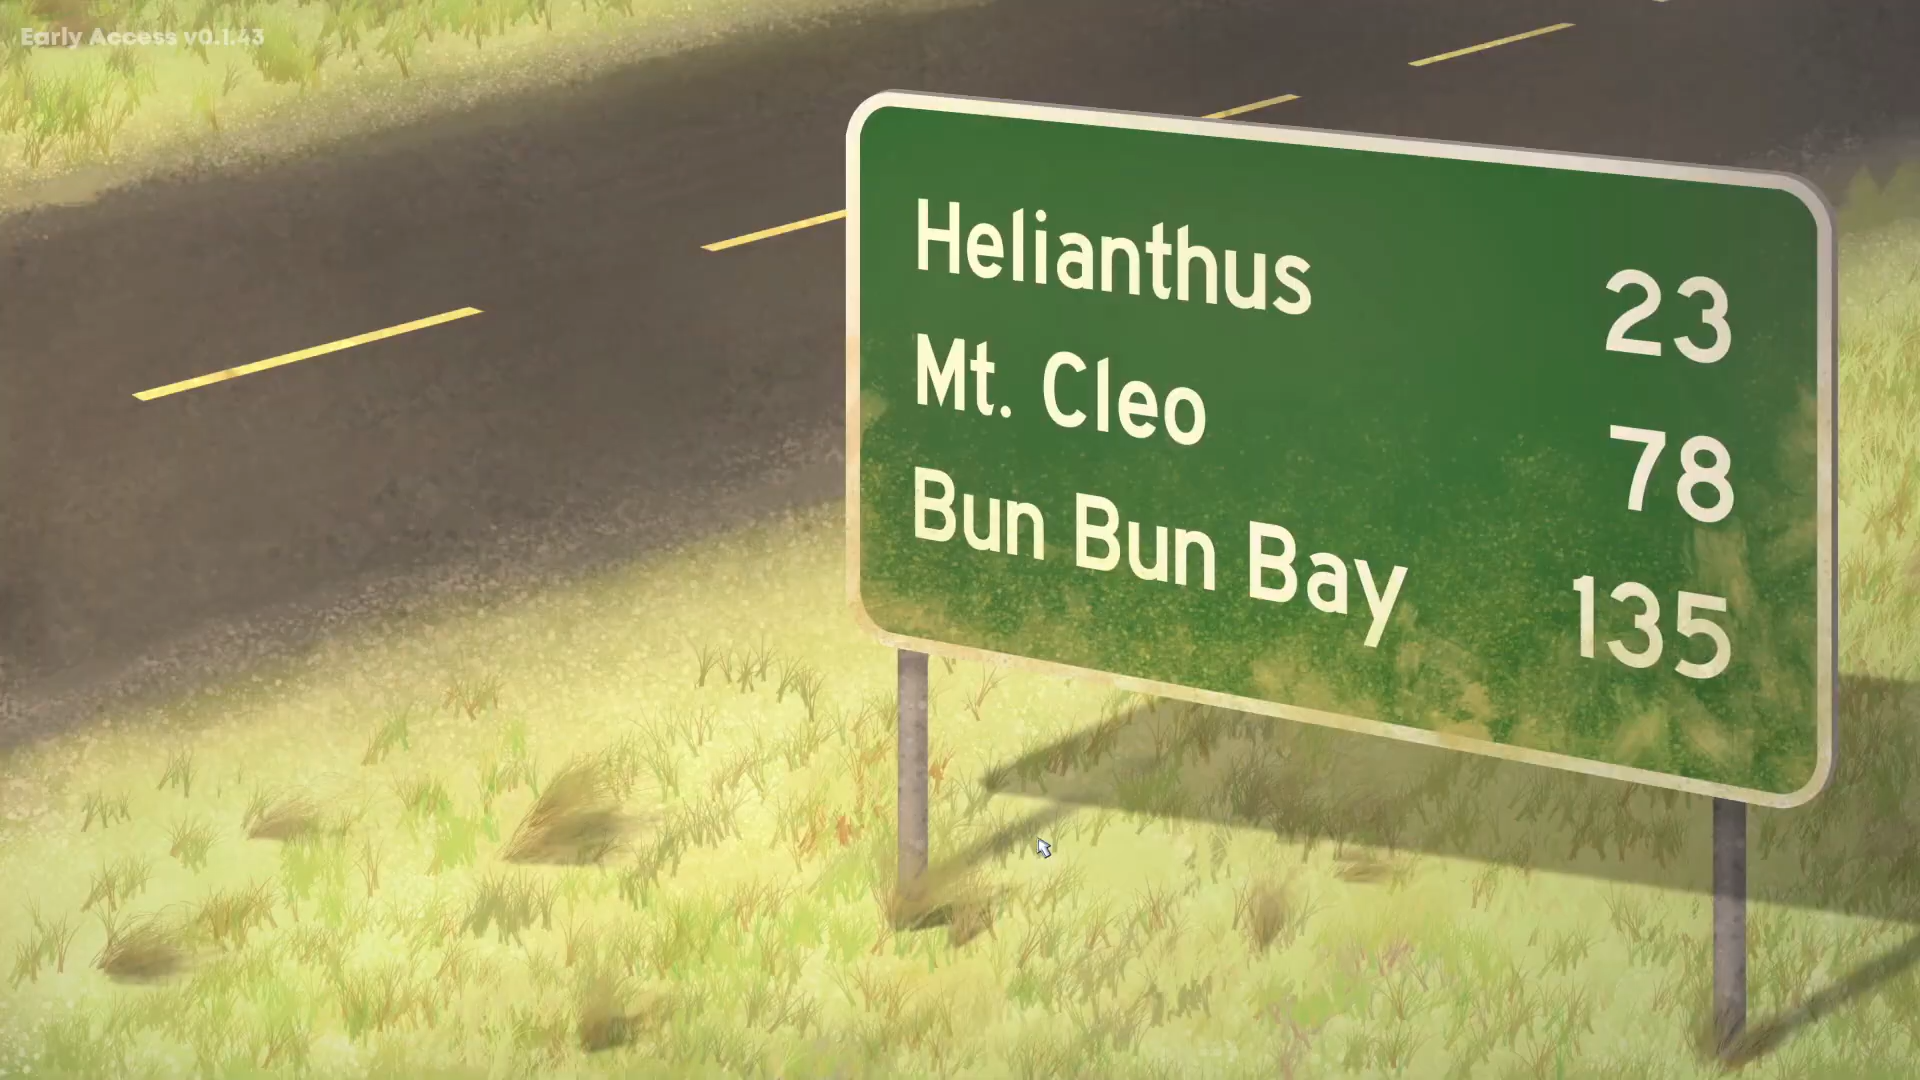 Early Access v0.1.43
Helianthus 23
Mt. Cleo 78
Bun Bun Bay 135